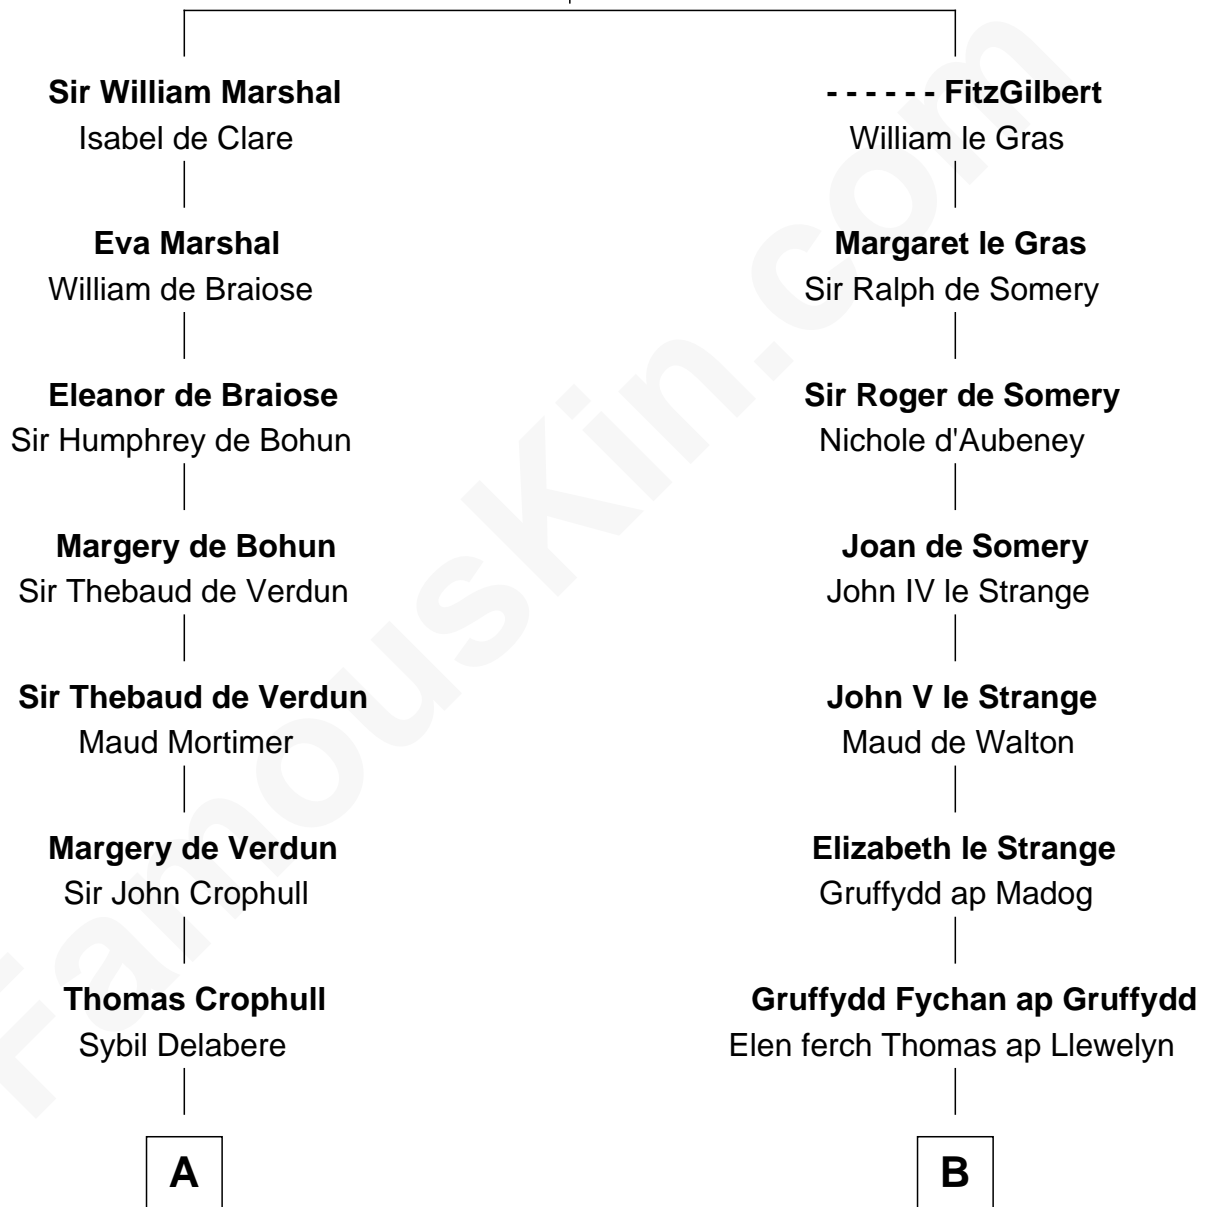 Sir William Marshal
Isabel de Clare
Eva Marshal
William de Braiose
Eleanor de Braiose
Sir Humphrey de Bohun
Margery de Bohun
Sir Thebaud de Verdun
Sir Thebaud de Verdun
Maud Mortimer
Margery de Verdun
Sir John Crophull
Thomas Crophull
Sybil Delabere
A
- - - - - - FitzGilbert
William le Gras
Margaret le Gras
Sir Ralph de Somery
Sir Roger de Somery
Nichole d'Aubeney
Joan de Somery
John IV le Strange
John V le Strange
Maud de Walton
Elizabeth le Strange
Gruffydd ap Madog
Gruffydd Fychan ap Gruffydd
Elen ferch Thomas ap Llewelyn
B
FamousKin.com